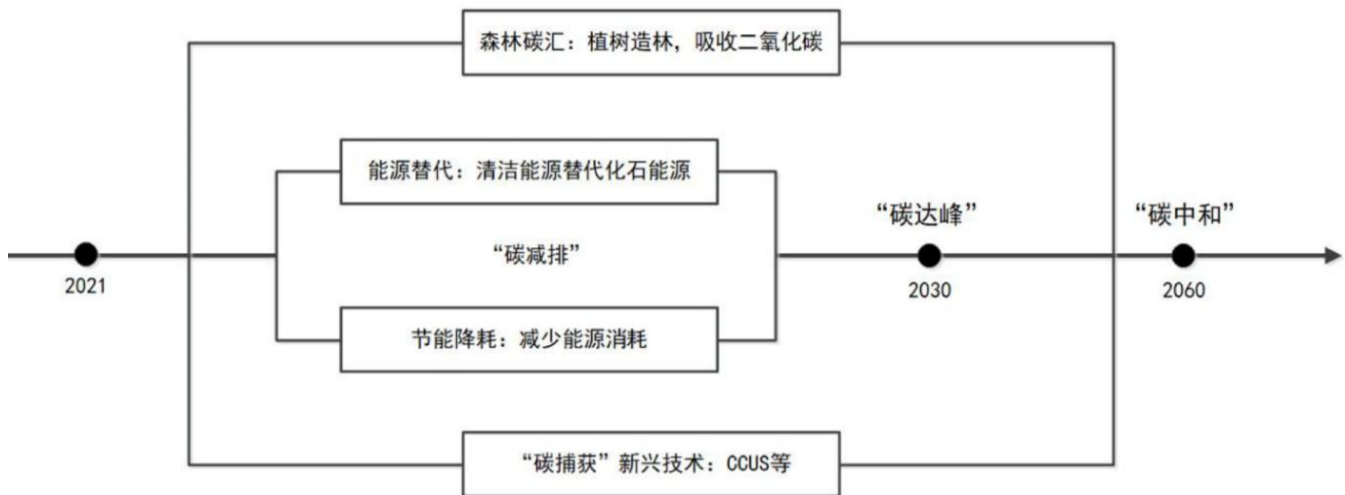 森林碳汇：植树造林，吸收二氧化碳
能源替代：清洁能源替代化石能源
“碳达峰”
“碳中和”
“碳减排”
2021
2030
2060
节能降耗：减少能源消耗
“碳捕获”新兴技术：CCUS等